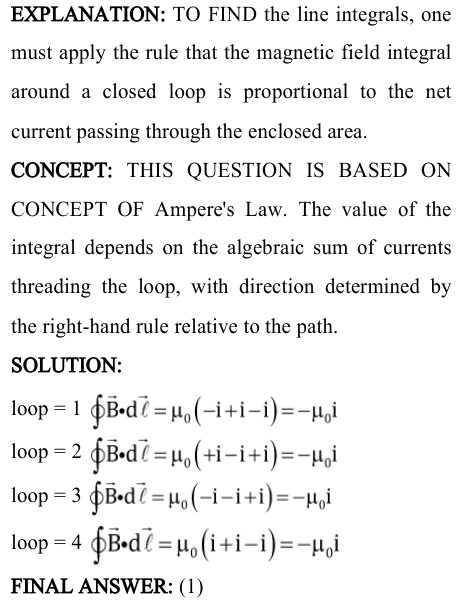 EXPLANATION: TO FIND the line integrals, one
must apply the rule that the magnetic field integral
around a closed loop is proportional to the net
current passing through the enclosed area.
CONCEPT: THIS QUESTION IS BASED ON
CONCEPT OF Ampere's Law. The value of the
integral depends on the algebraic sum of currents
threading the loop, with direction determined by
the right-hand rule relative to the path.
SOLUTION:
loop = 1 ∮B⃗•dℓ⃗ = μ₀(−i+i−i)=−μ₀i
loop = 2 ∮B⃗•dℓ⃗ = μ₀(+i−i+i)=−μ₀i
loop = 3 ∮B⃗•dℓ⃗ = μ₀(−i−i+i)=−μ₀i
loop = 4 ∮B⃗•dℓ⃗ = μ₀(i+i−i)=−μ₀i
FINAL ANSWER: (1)